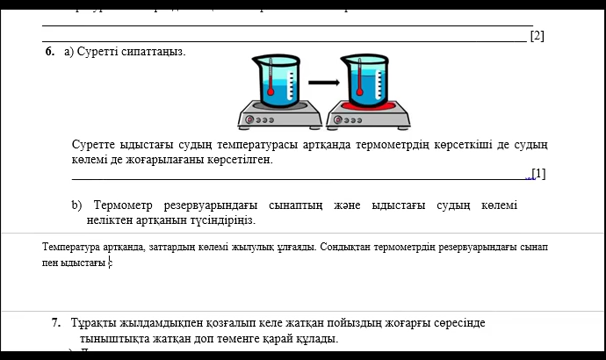 [2]
6. a) Суретті сипаттаңыз.
Суретте ыдыстағы судың температурасы артқанда термометрдің көрсеткіші де судың
көлемі де жоғарылағаны көрсетілген.
[1]
b) Термометр резервуарындағы сынаптың және ыдыстағы судың көлемі
неліктен артқанын түсіндіріңіз.
Температура артқанда, заттардың көлемі жылулық ұлғаяды. Сондықтан термометрдің резервуарындағы сынап
пен ыдыстағы с
7. Тұрақты жылдамдықпен қозғалып келе жатқан пойыздың жоғарғы сөресінде
тыныштықта жатқан доп төменге қарай құлады.